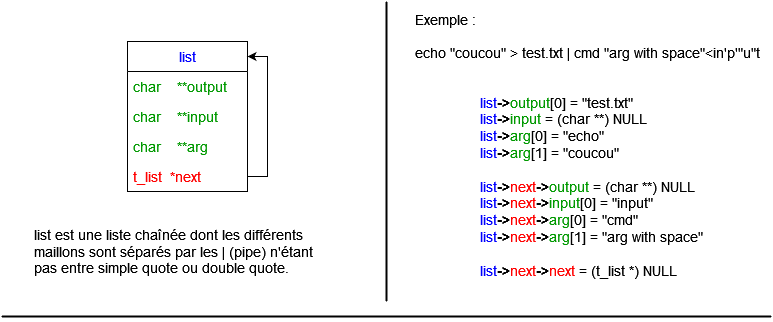 list
char **output
char **input
char **arg
t_list *next
list est une liste chaînée dont les différents
maillons sont séparés par les | (pipe) n'étant
pas entre simple quote ou double quote.
Exemple :
echo "coucou" > test.txt | cmd "arg with space"<in'p'"u"t
list->output[0] = "test.txt"
list->input = (char **) NULL
list->arg[0] = "echo"
list->arg[1] = "coucou"
list->next->output = (char **) NULL
list->next->input[0] = "input"
list->next->arg[0] = "cmd"
list->next->arg[1] = "arg with space"
list->next->next = (t_list *) NULL